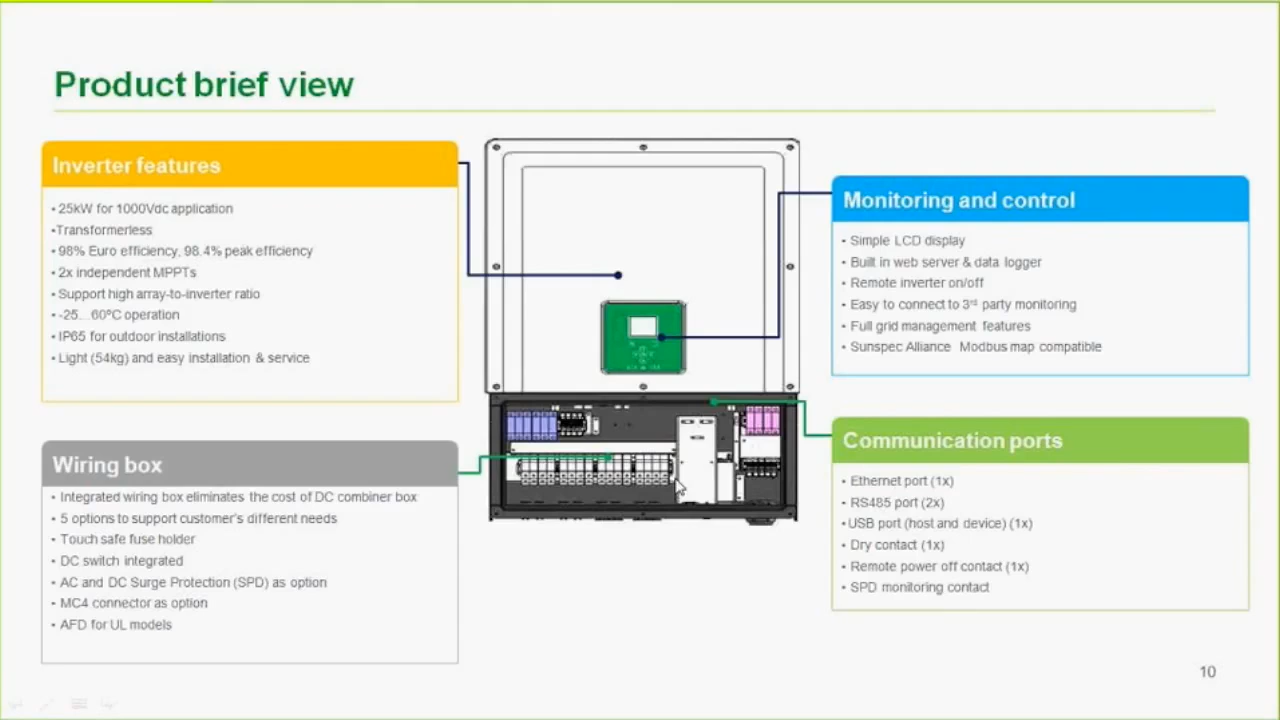 Product brief view
Inverter features
• 25kW for 1000Vdc application
•Transformerless
• 98% Euro efficiency, 98.4% peak efficiency
• 2x independent MPPTs
• Support high array-to-inverter ratio
• -25...60°C operation
• IP65 for outdoor installations
• Light (54kg) and easy installation & service
Wiring box
• Integrated wiring box eliminates the cost of DC combiner box
• 5 options to support customer's different needs
• Touch safe fuse holder
• DC switch integrated
• AC and DC Surge Protection (SPD) as option
• MC4 connector as option
• AFD for UL models
Monitoring and control
• Simple LCD display
• Built in web server & data logger
• Remote inverter on/off
• Easy to connect to 3rd party monitoring
• Full grid management features
• Sunspec Alliance Modbus map compatible
Communication ports
• Ethernet port (1x)
• RS485 port (2x)
•USB port (host and device) (1x)
• Dry contact (1x)
• Remote power off contact (1x)
• SPD monitoring contact
10